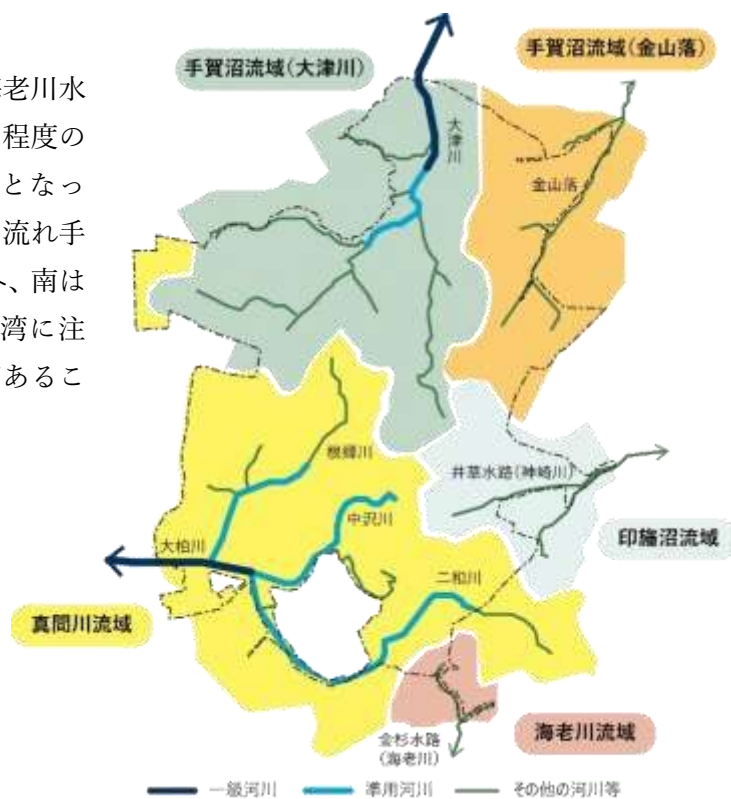 老川水
程度の
となっ
流れ手
、南は
湾に注
あるこ
手賀沼流域(大津川)
手賀沼流域(金山落)
大津川
金山落
根郷川
井草水路(神崎川)
中沢川
印旛沼流域
大柏川
二和川
真間川流域
海老川流域
金杉水路
(海老川)
一級河川 準用河川 その他の河川等